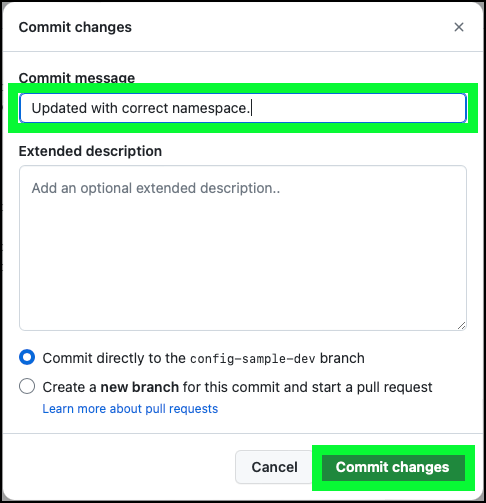 Commit changes
Commit message
Updated with correct namespace.
Extended description
Add an optional extended description..
Commit directly to the config-sample-dev branch
Create a new branch for this commit and start a pull request
Learn more about pull requests
Cancel Commit changes